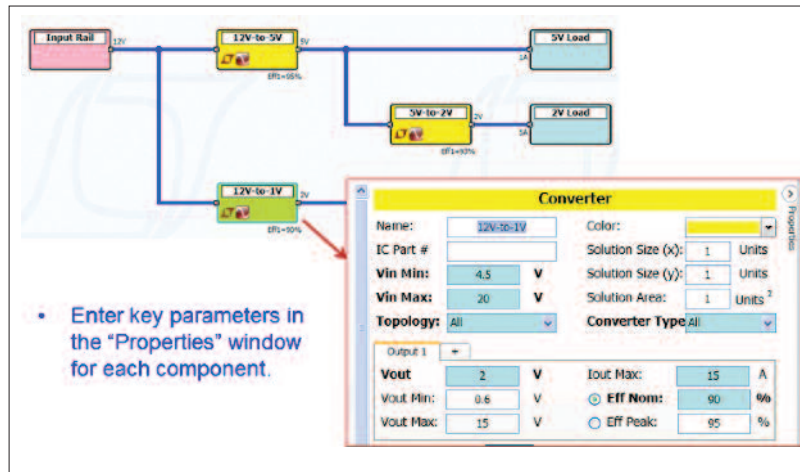 Input Rail
12V
12V-to-5V
5V
Eff1=95%
5V Load
1A
5V-to-2V
2V
Eff1=90%
2V Load
5A
12V-to-1V
2V
Eff1=90%
• Enter key parameters in
the “Properties” window
for each component.
Converter
Properties
Name: 12V-to-1V Color:
IC Part # Solution Size (x): 1 Units
Vin Min: 4.5 V Solution Size (y): 1 Units
Vin Max: 20 V Solution Area: 1 Units ²
Topology: All Converter Type All
Output 1 +
Vout 2 V Iout Max: 15 A
Vout Min: 0.6 V Eff Nom: 90 %
Vout Max: 15 V Eff Peak: 95 %